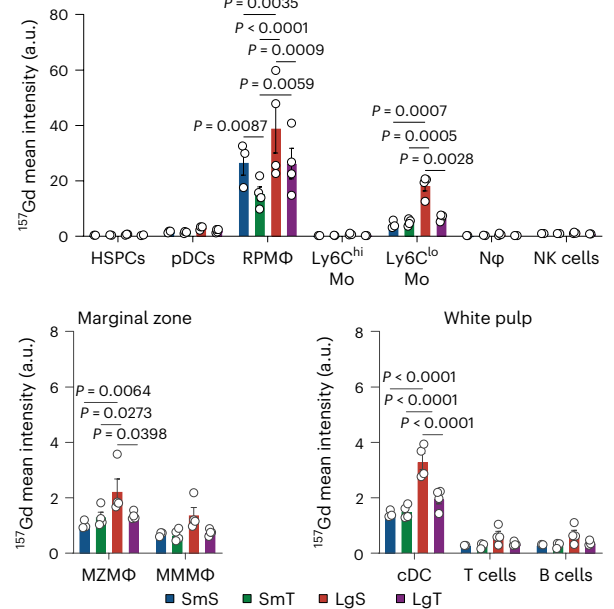 P = 0.0035
P < 0.0001
P = 0.0009
P = 0.0059
P = 0.0087
P = 0.0007
P = 0.0005
P = 0.0028
¹⁵⁷Gd mean intensity (a.u.)
80
60
40
20
0
HSPCs pDCs RPMΦ Ly6Cʰⁱ Mo Ly6Cˡᵒ Mo Nφ NK cells
Marginal zone
¹⁵⁷Gd mean intensity (a.u.)
8
6
4
2
0
P = 0.0064
P = 0.0273
P = 0.0398
MZMΦ MMMΦ
White pulp
¹⁵⁷Gd mean intensity (a.u.)
8
6
4
2
0
P < 0.0001
P < 0.0001
P < 0.0001
cDC T cells B cells
SmS SmT LgS LgT